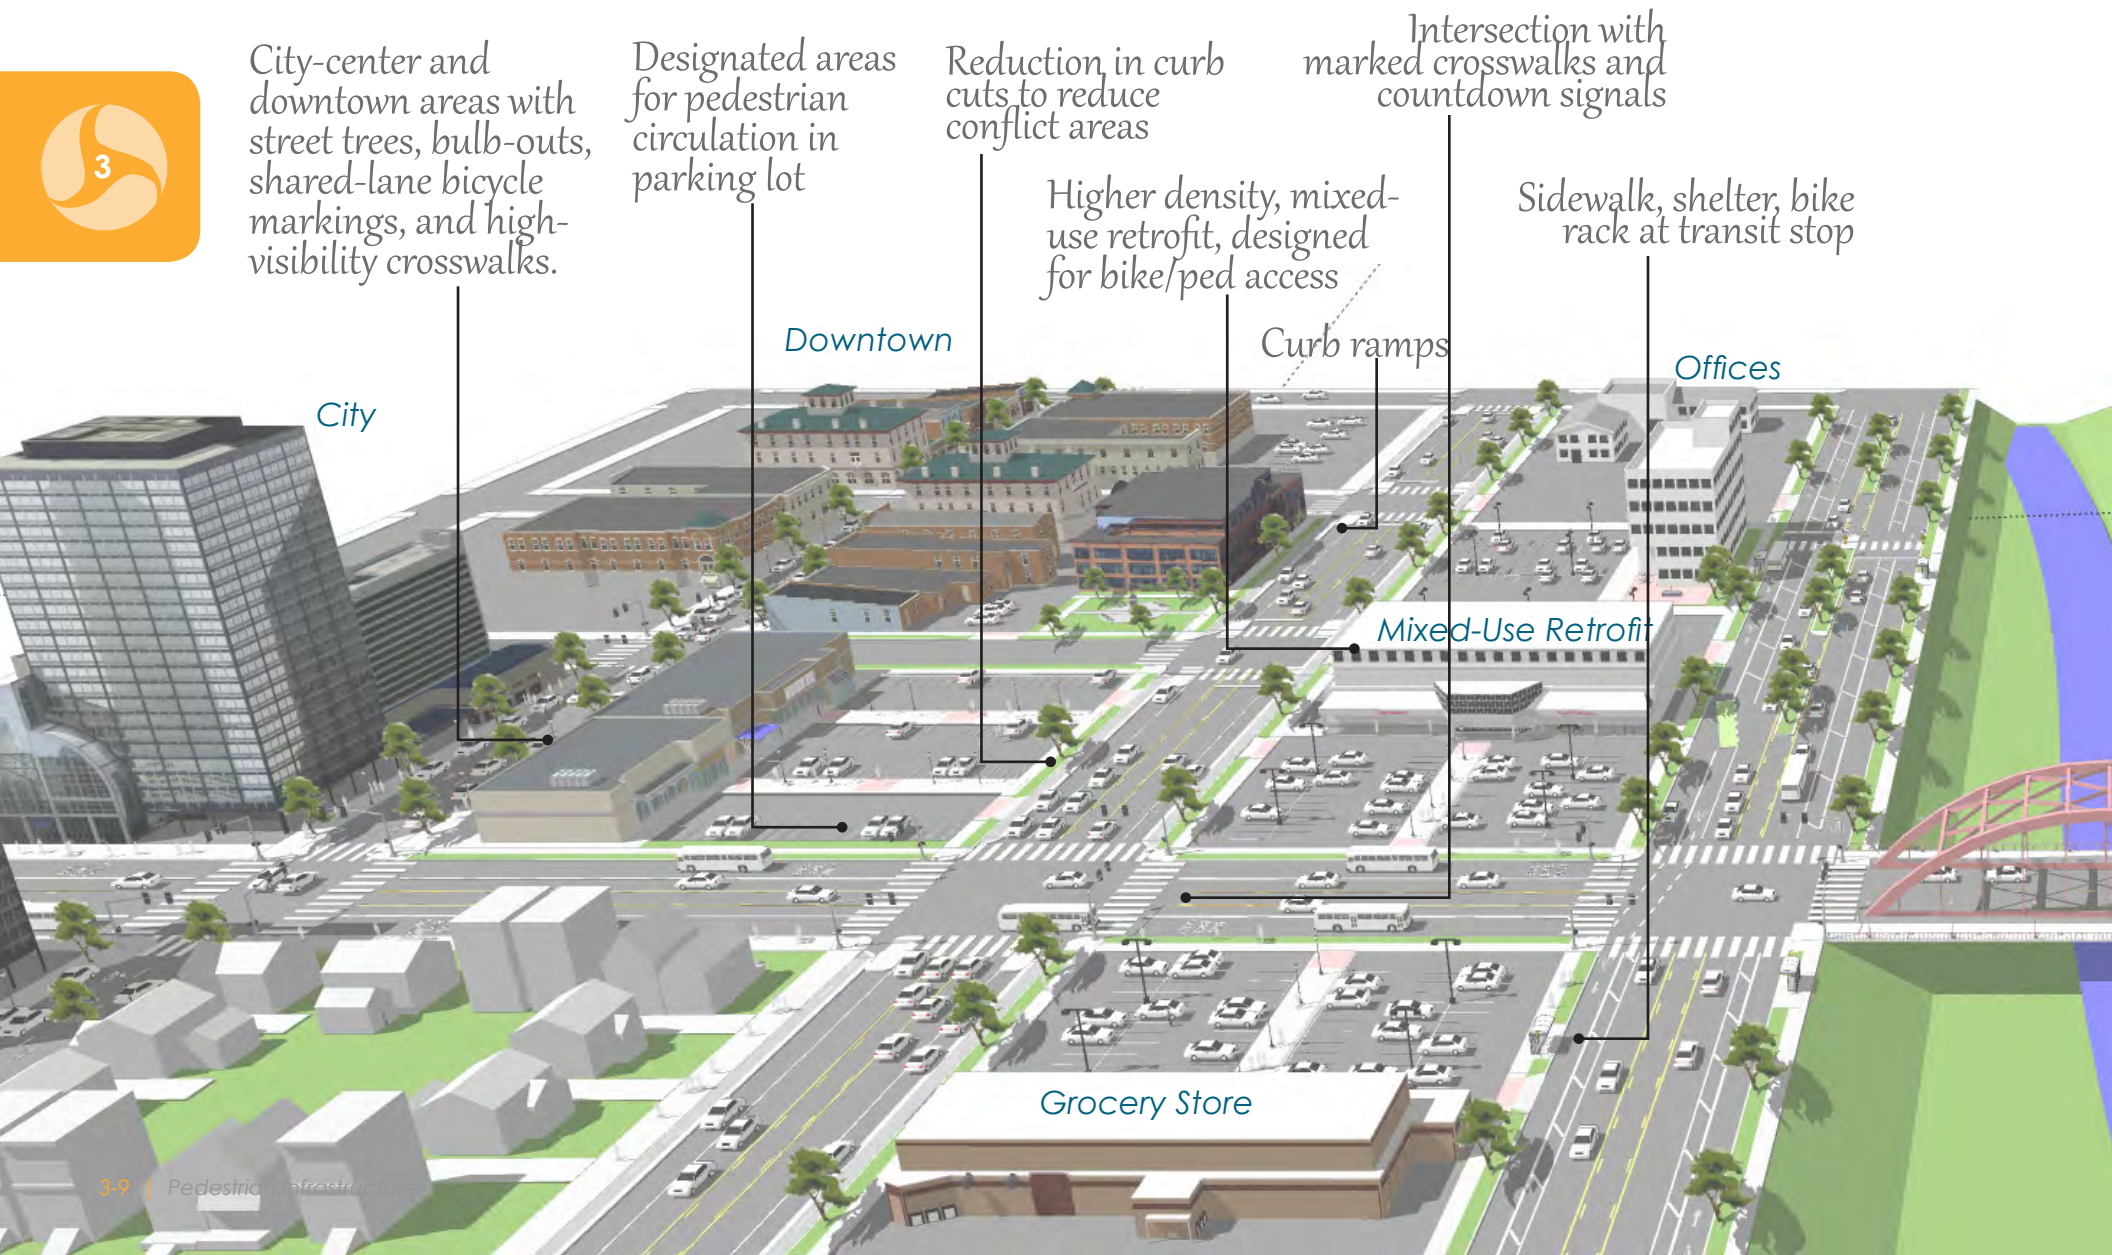 3
City-center and
downtown areas with
street trees, bulb-outs,
shared-lane bicycle
markings, and high-
visibility crosswalks.
Designated areas
for pedestrian
circulation in
parking lot
Reduction in curb
cuts to reduce
conflict areas
Intersection with
marked crosswalks and
countdown signals
Higher density, mixed-
use retrofit, designed
for bike/ped access
Sidewalk, shelter, bike
rack at transit stop
Curb ramps
Downtown
Offices
City
Mixed-Use Retrofit
Grocery Store
3-9 | Pedestrian Infrastructure